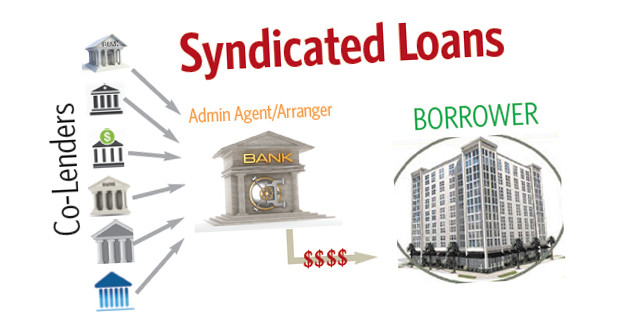 Syndicated Loans
Co-Lenders
BANK
$
Admin Agent/Arranger
BANK
BORROWER
$$$$